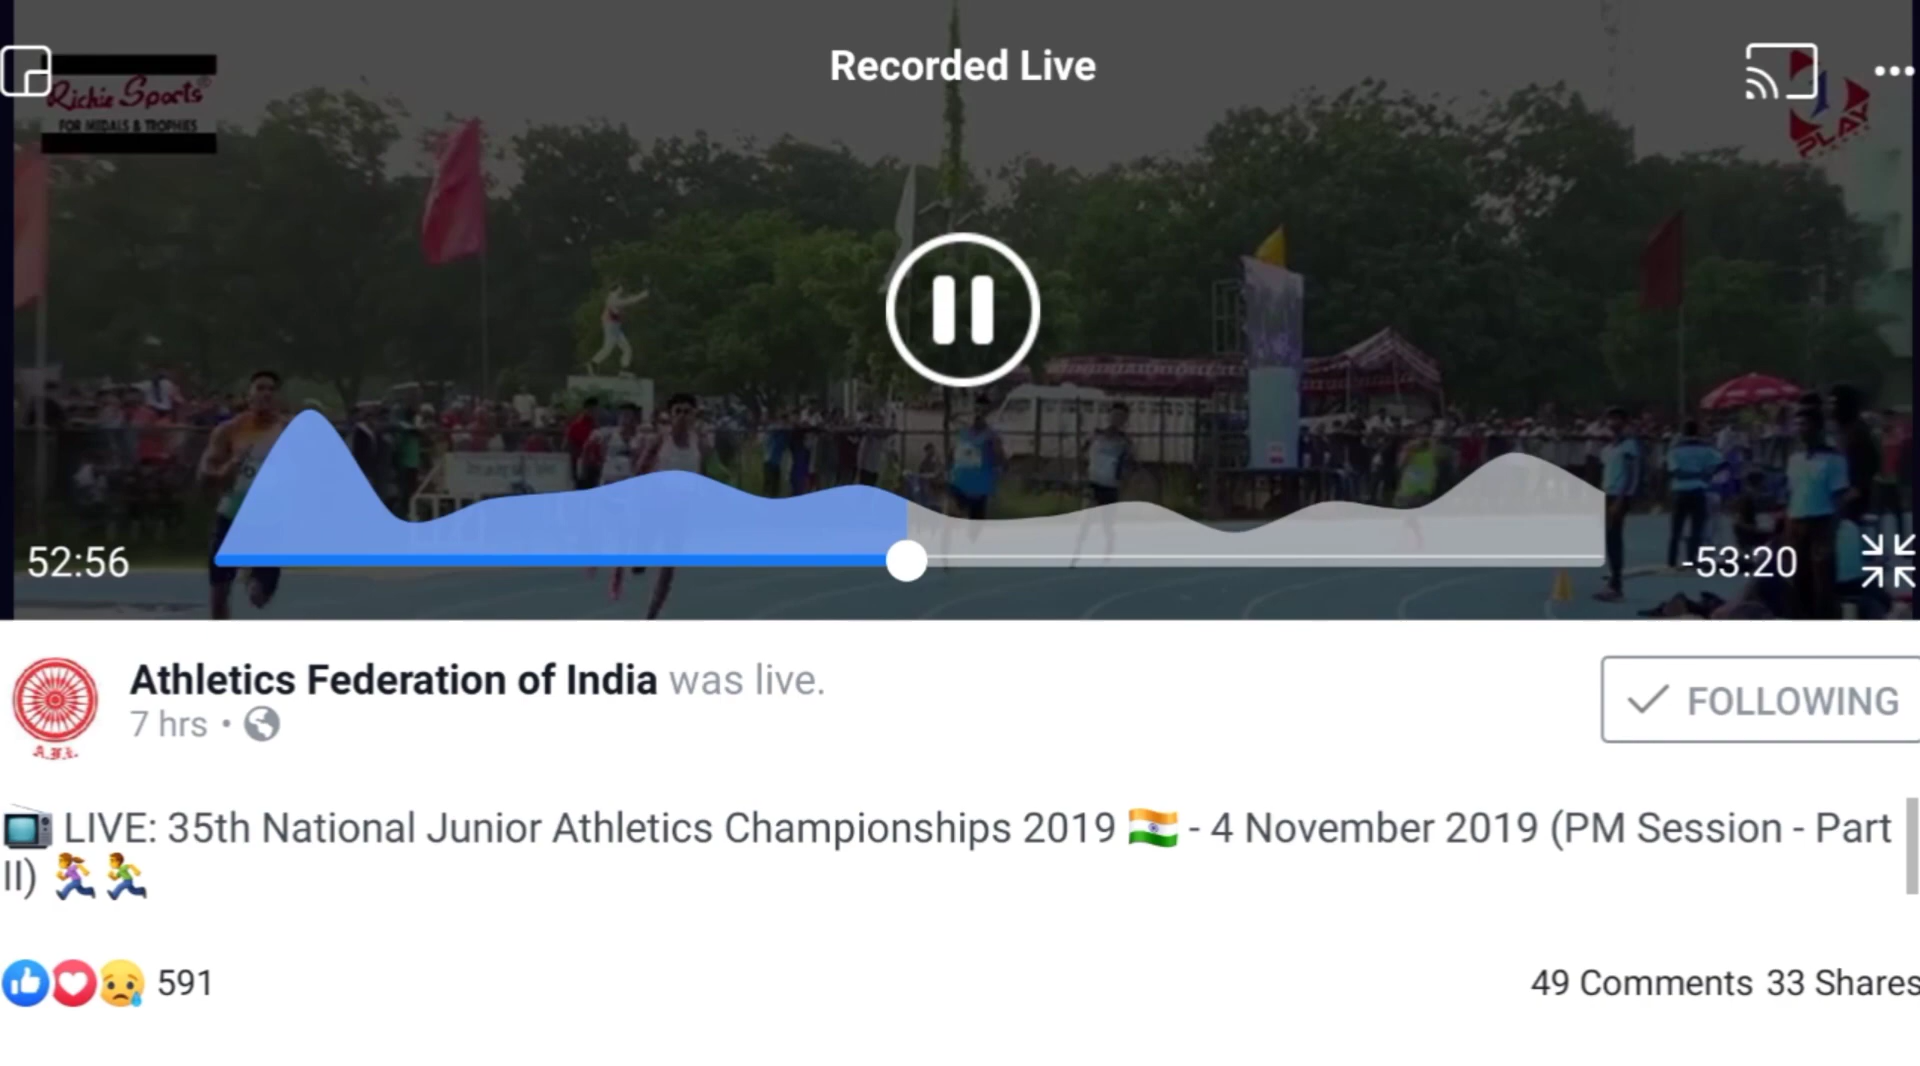 Recorded Live
Richie Sports
FOR MEDALS & TROPHIES
PLAY
52:56
-53:20
Athletics Federation of India was live.
7 hrs •
FOLLOWING
A.F.I.
LIVE: 35th National Junior Athletics Championships 2019 🇮🇳 - 4 November 2019 (PM Session - Part
II)
591
49 Comments 33 Shares